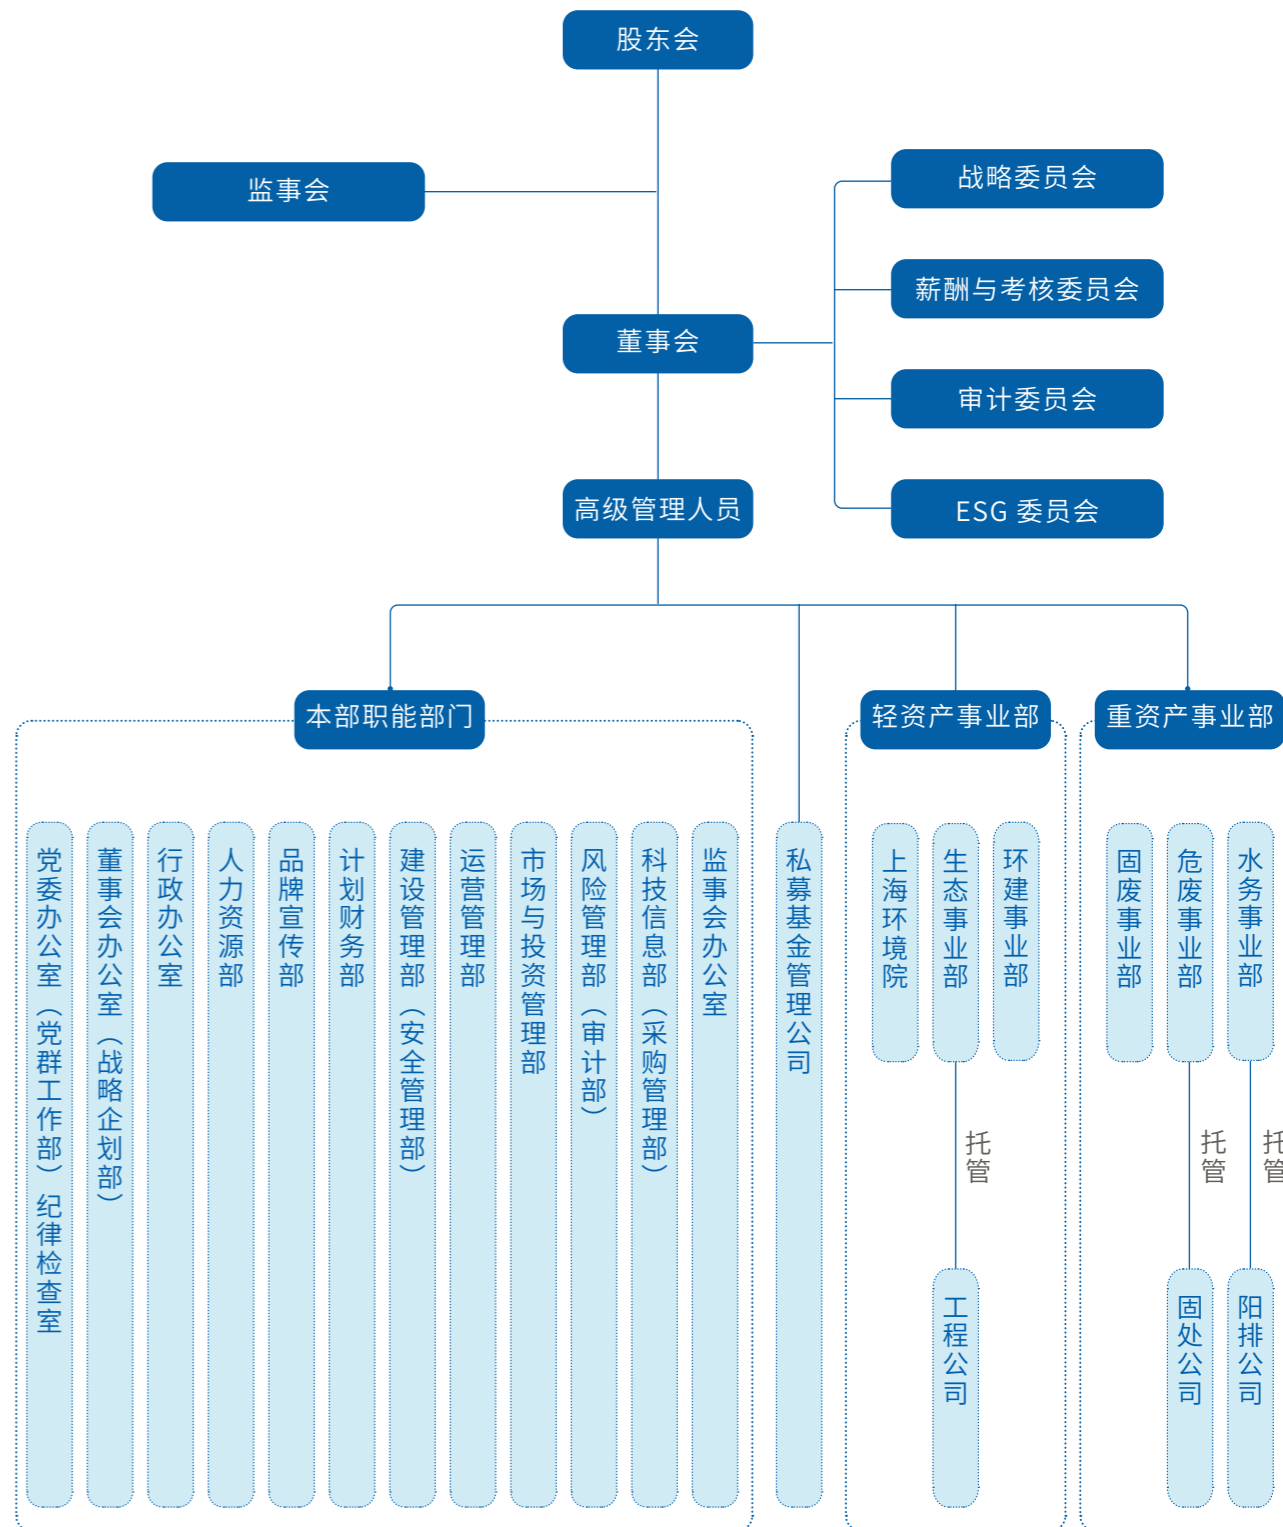 股东会
监事会
战略委员会
薪酬与考核委员会
董事会
审计委员会
高级管理人员
ESG 委员会
本部职能部门
轻资产事业部
重资产事业部
党委办公室（党群工作部）纪律检查室
董事会办公室（战略企划部）
行政办公室
人力资源部
品牌宣传部
计划财务部
建设管理部（安全管理部）
运营管理部
市场与投资管理部
风险管理部（审计部）
科技信息部（采购管理部）
监事会办公室
私募基金管理公司
上海环境院
生态事业部
环建事业部
固废事业部
危废事业部
水务事业部
托管
托管
托管
工程公司
固处公司
阳排公司